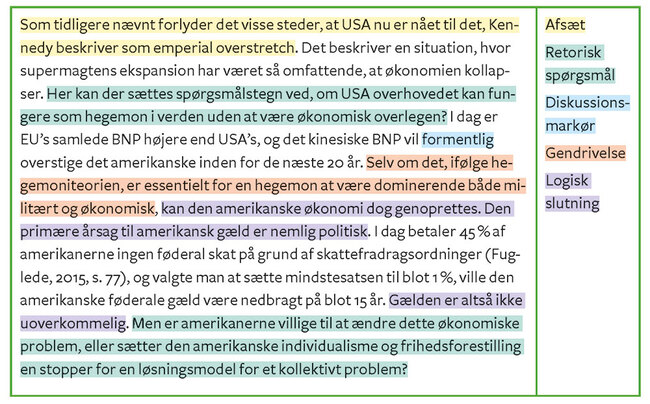 Som tidligere nævnt forlyder det visse steder, at USA nu er nået til det, Ken-
nedy beskriver som emperial overstretch. Det beskriver en situation, hvor
supermagtens ekspansion har været så omfattende, at økonomien kollap-
ser. Her kan der sættes spørgsmålstegn ved, om USA overhovedet kan fun-
gere som hegemon i verden uden at være økonomisk overlegen? I dag er
EU's samlede BNP højere end USA's, og det kinesiske BNP vil formentlig
overstige det amerikanske inden for de næste 20 år. Selv om det, ifølge he-
gemoniteorien, er essentielt for en hegemon at være dominerende både mi-
litært og økonomisk, kan den amerikanske økonomi dog genoprettes. Den
primære årsag til amerikansk gæld er nemlig politisk. I dag betaler 45 % af
amerikanerne ingen føderal skat på grund af skattefradragsordninger (Fug-
lede, 2015, s. 77), og valgte man at sætte mindstesatsen til blot 1 %, ville den
amerikanske føderale gæld være nedbragt på blot 15 år. Gælden er altså ikke
uoverkommelig. Men er amerikanerne villige til at ændre dette økonomiske
problem, eller sætter den amerikanske individualisme og frihedsforestilling
en stopper for en løsningsmodel for et kollektivt problem?
Afsæt
Retorisk
spørgsmål
Diskussions-
markør
Gendrivelse
Logisk
slutning